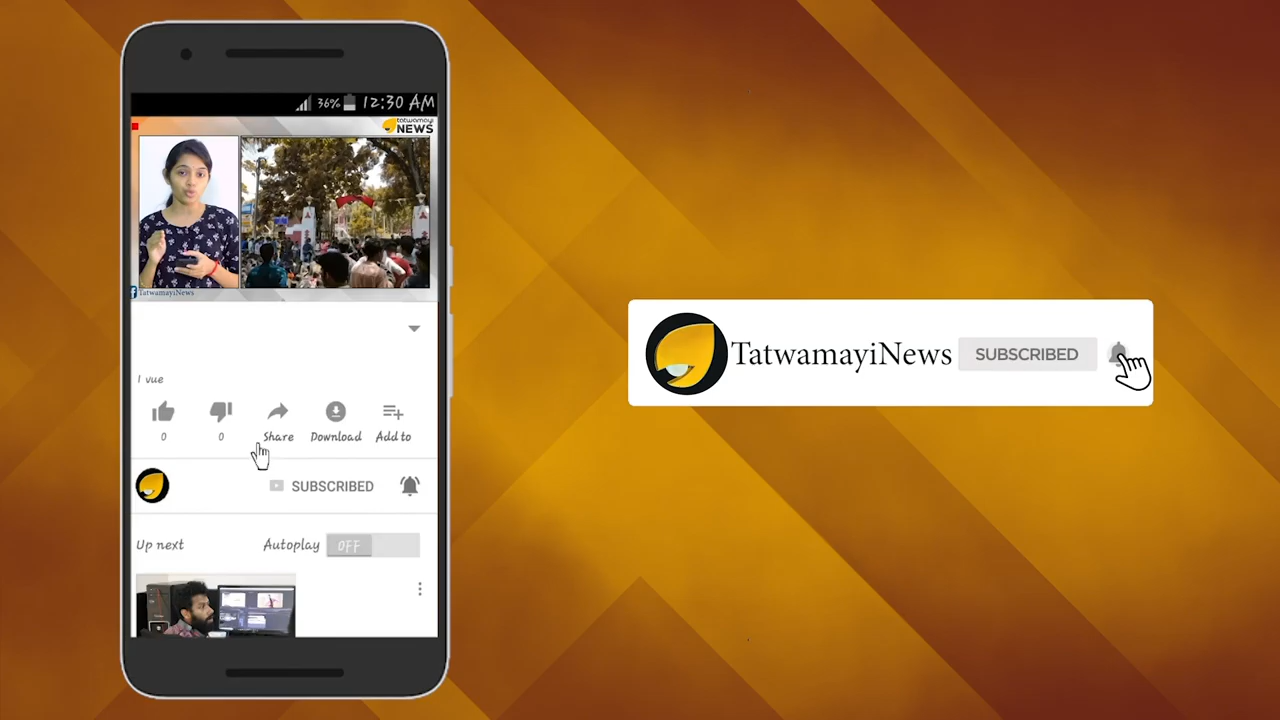 36% 12:30 AM
tatwamayi
NEWS
TatwamayiNews
1 vue
0 0 Share Download Add to
SUBSCRIBED
Up next Autoplay OFF
TatwamayiNews SUBSCRIBED